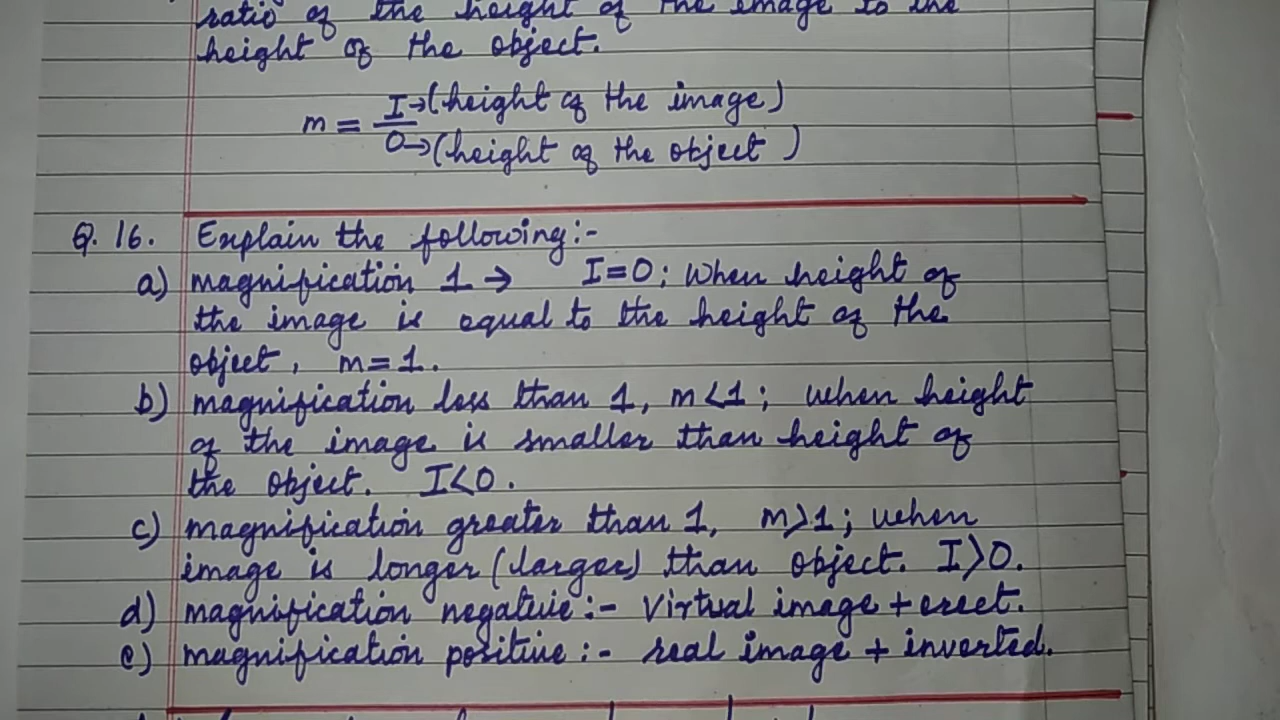 ratio of the height of the image to the
height of the object.
m = I→(height of the image)
O→(height of the object)
Q. 16. Explain the following:-
a) magnification 1 → I=O; When height of
the image is equal to the height of the
object, m=1.
b) magnification less than 1, m<1; when height
of the image is smaller than height of
the object. I<O.
c) magnification greater than 1, m>1; when
image is longer (larger) than object. I>O.
d) magnification negative:- Virtual image + erect.
e) magnification positive:- real image + inverted.